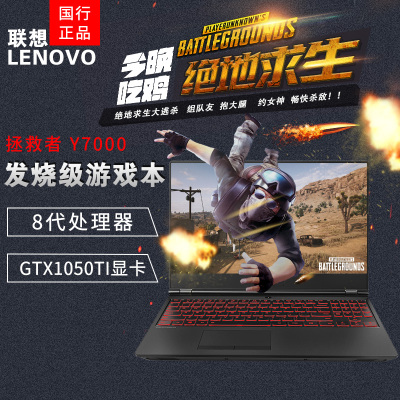 联想
LENOVO
国行
正品
今晚
吃鸡
PLAYERUNKNOWN'S
BATTLEGROUNDS
绝地求生
绝地求生大逃杀 组队友 抱大腿 约女神 畅快杀敌!!
拯救者 Y7000
发烧级游戏本
8代处理器
GTX1050TI显卡
BATTLEGROUNDS